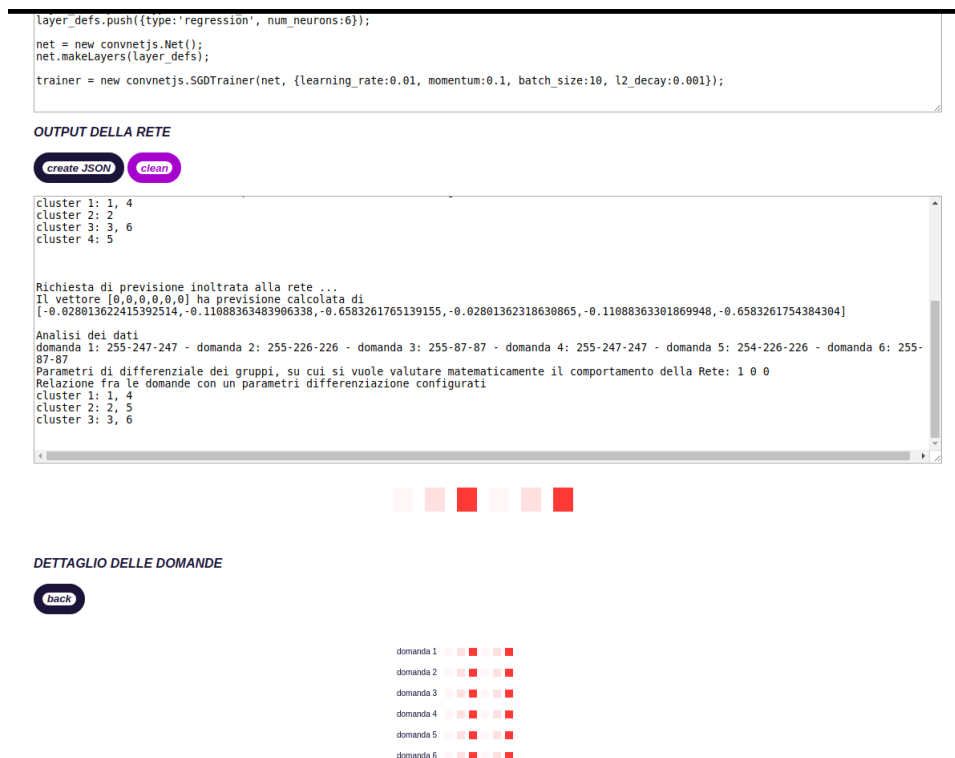 layer_defs.push({type:'regression', num_neurons:6});
net = new convnetjs.Net();
net.makeLayers(layer_defs);
trainer = new convnetjs.SGDTrainer(net, {learning_rate:0.01, momentum:0.1, batch_size:10, l2_decay:0.001});
OUTPUT DELLA RETE
create JSON clean
cluster 1: 1, 4
cluster 2: 2
cluster 3: 3, 6
cluster 4: 5
Richiesta di previsione inoltrata alla rete ...
Il vettore [0,0,0,0,0,0] ha previsione calcolata di
[-0.028013622415392514,-0.11088363483906338,-0.6583261765139155,-0.02801362318630865,-0.11088363301869948,-0.6583261754384304]
Analisi dei dati
domanda 1: 255-247-247 - domanda 2: 255-226-226 - domanda 3: 255-87-87 - domanda 4: 255-247-247 - domanda 5: 254-226-226 - domanda 6: 255-
87-87
Parametri di differenziale dei gruppi, su cui si vuole valutare matematicamente il comportamento della Rete: 1 0 0
Relazione fra le domande con un parametri differenziazione configurati
cluster 1: 1, 4
cluster 2: 2, 5
cluster 3: 3, 6
DETTAGLIO DELLE DOMANDE
back
domanda 1
domanda 2
domanda 3
domanda 4
domanda 5
domanda 6